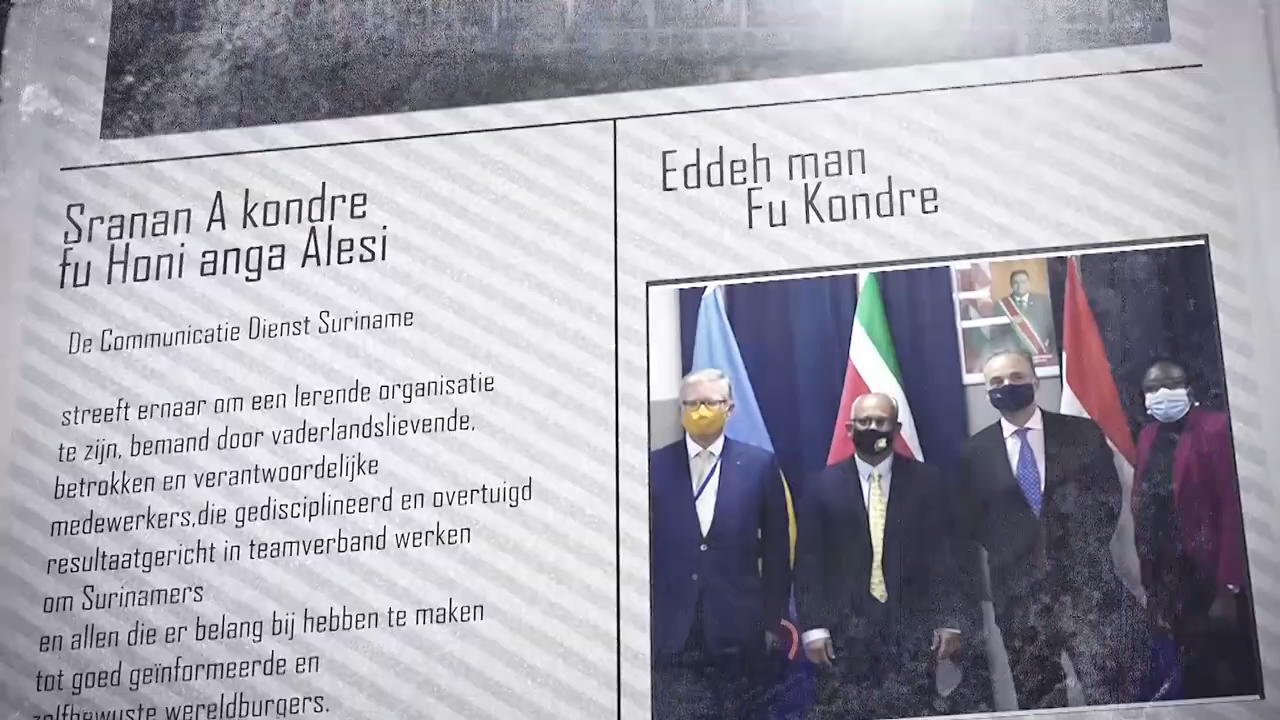 Sranan A kondre
fu Honi anga Alesi
De Communicatie Dienst Suriname
streeft ernaar om een lerende organisatie
te zijn, bemand door vaderlandslievende,
betrokken en verantwoordelijke
medewerkers,die gedisciplineerd en overtuigd
resultaatgericht in teamverband werken
om Surinamers
en allen die er belang bij hebben te maken
tot goed geïnformeerde en
zelfbewuste wereldburgers.
Eddeh man
Fu Kondre